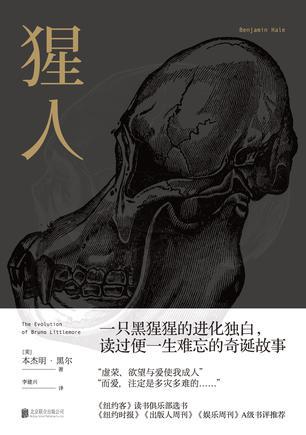 Benjamin Hale
猩
人
The Evolution
of Bruno Littlemore
[美]
本杰明·黑尔
著
李建兴
译
一只黑猩猩的进化独白，
读过便一生难忘的奇诞故事
“虚荣，欲望与爱使我成人”
“而爱，注定是多灾多难的……”
《纽约客》读书俱乐部选书
《纽约时报》《出版人周刊》《娱乐周刊》A级书评推荐
北京联合出版公司